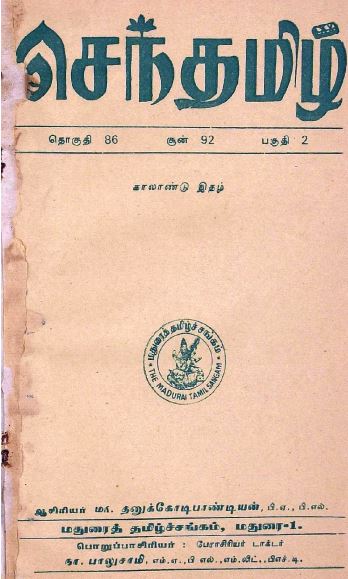 செந்தமிழ்
தொகுதி 86 சூன் 92 பகுதி 2
காலாண்டு இதழ்
மதுரைத்தமிழ்ச்சங்கம்
THE MADURAI TAMIL SANGAM
ஆசிரியர் மா. தனுக்கோடிபாண்டியன், பி.ஏ., பி.எல்.
மதுரைத் தமிழ்ச்சங்கம், மதுரை-1.
பொறுப்பாசிரியர் : பேராசிரியர் டாக்டர்
நா. பாலுசாமி, எம்.ஏ., பி எல்., எம்.லிட்., பிஎச்.டி.